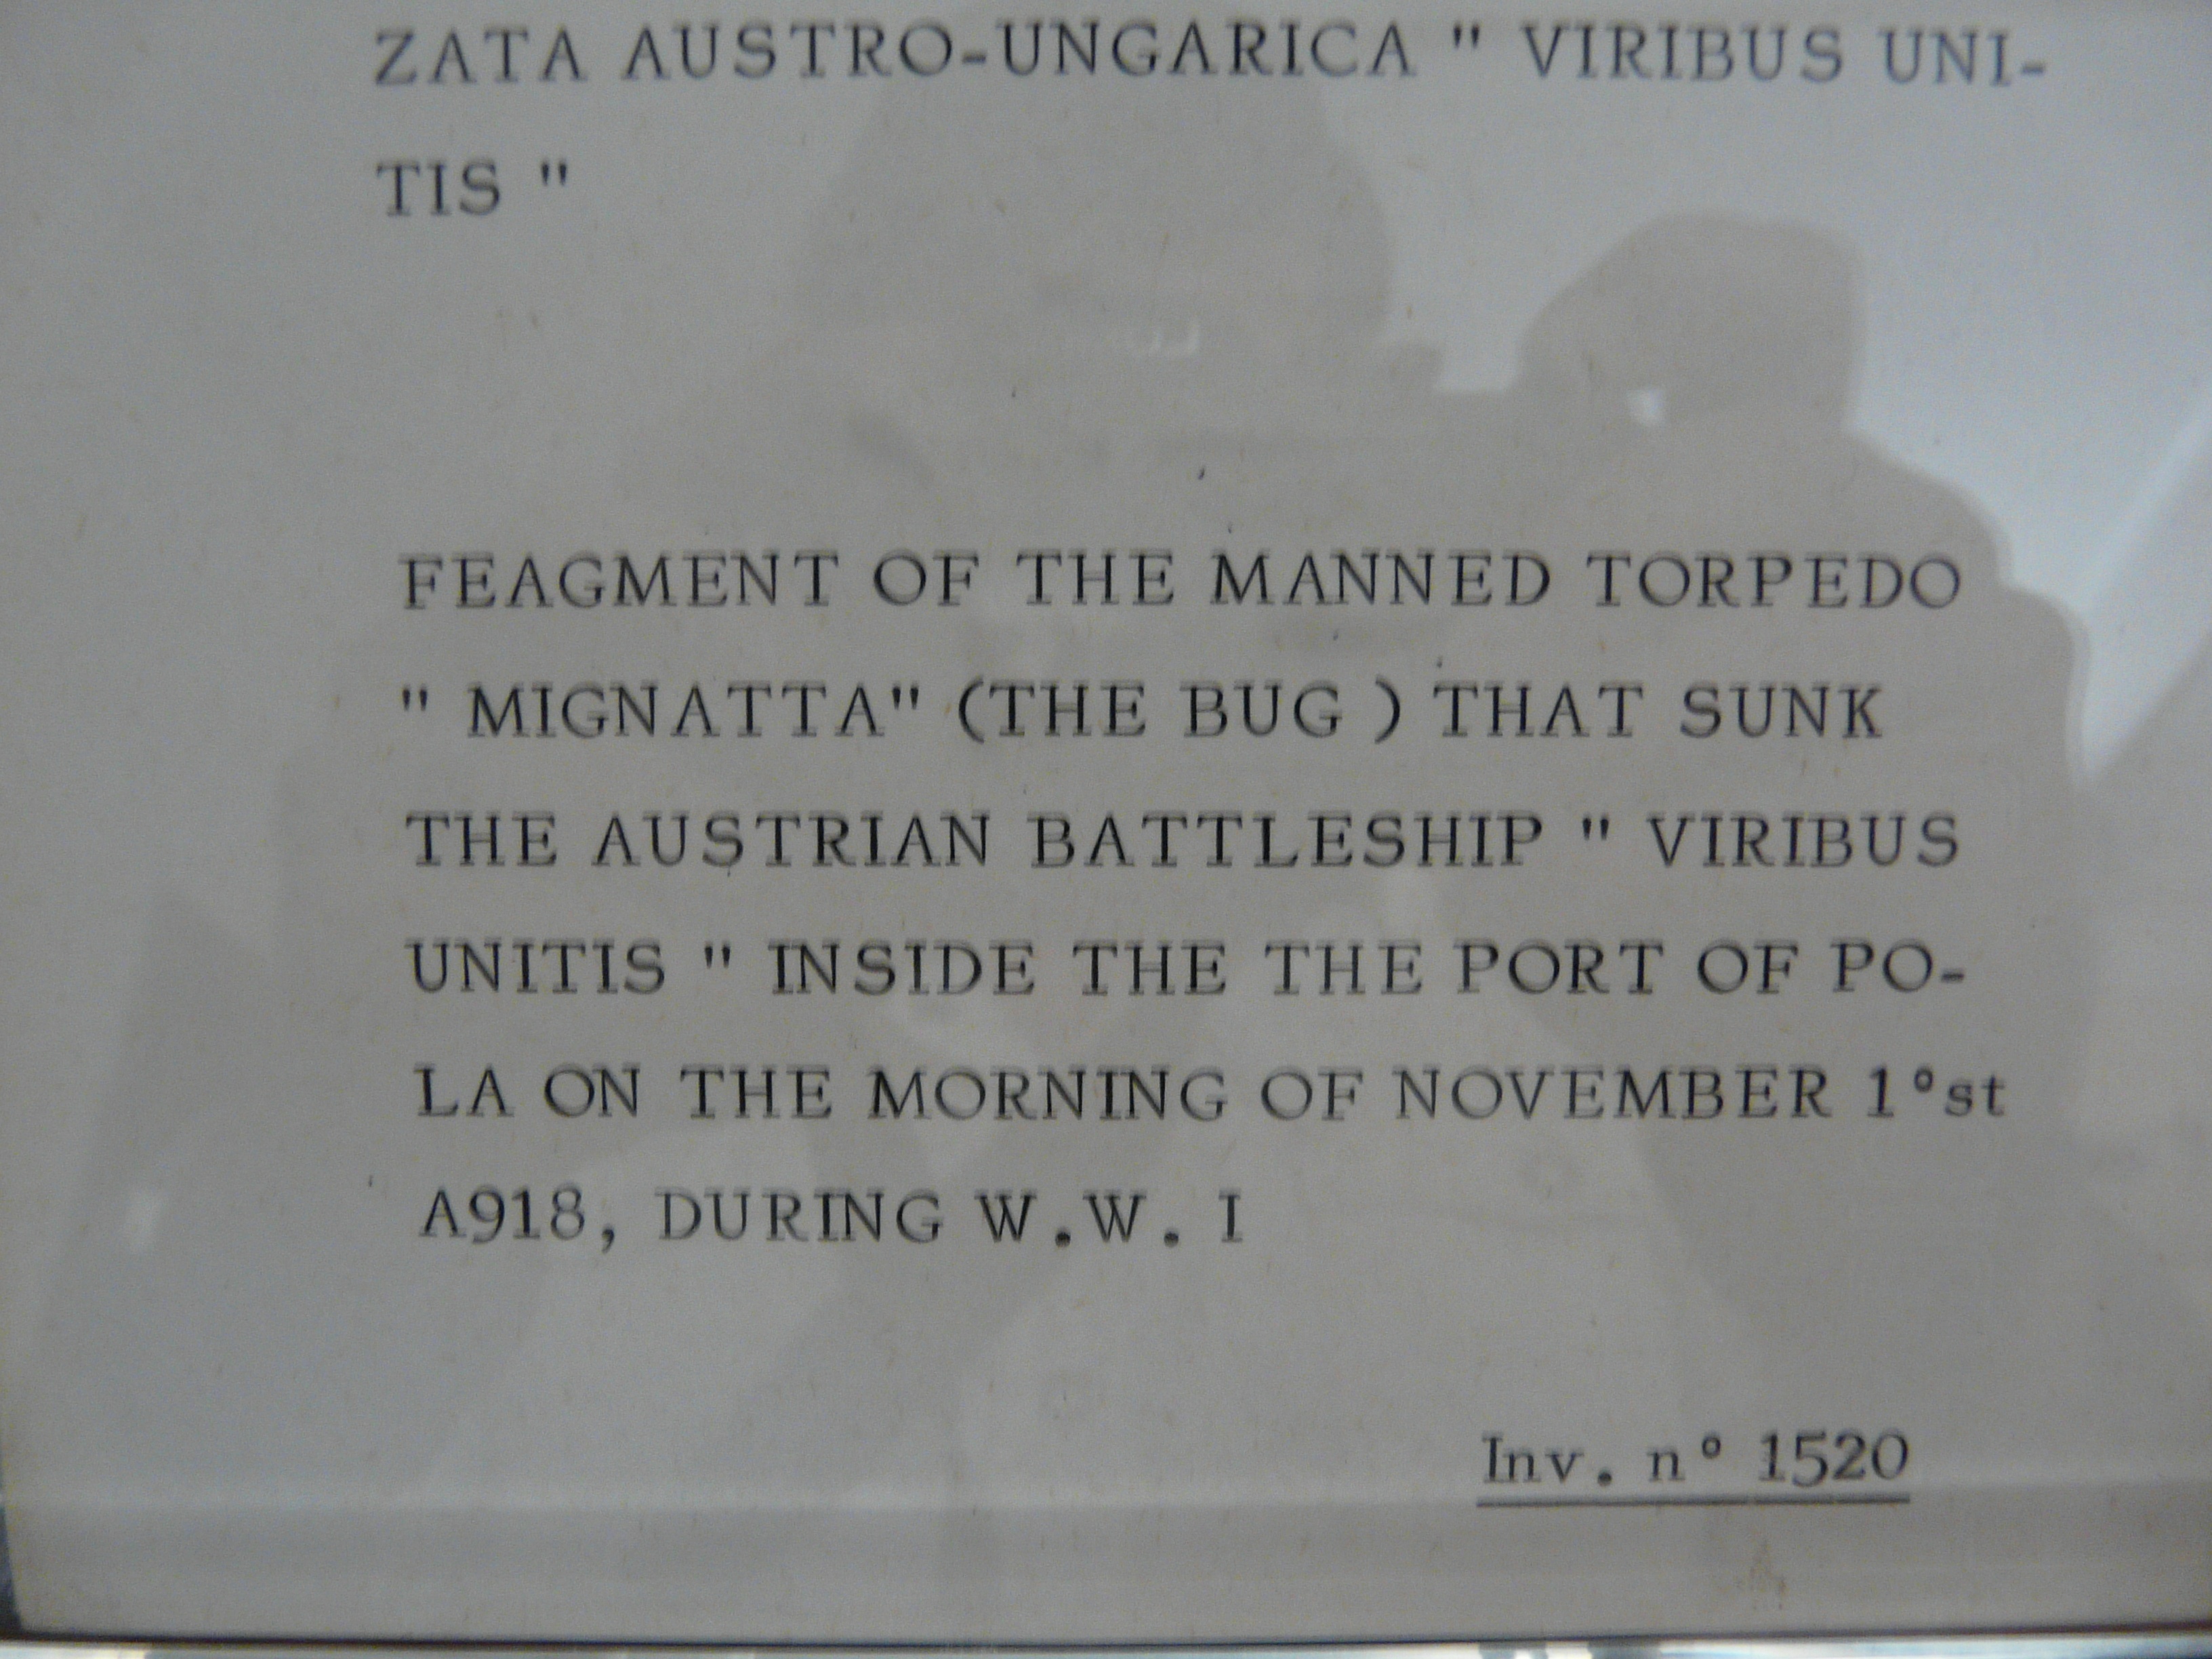 ZATA AUSTRO-UNGARICA " VIRIBUS UNI-
TIS "
FEAGMENT OF THE MANNED TORPEDO
" MIGNATTA" (THE BUG ) THAT SUNK
THE AUSTRIAN BATTLESHIP " VIRIBUS
UNITIS " INSIDE THE THE PORT OF PO-
LA ON THE MORNING OF NOVEMBER 1°st
A918, DURING W.W. I
Inv. n° 1520